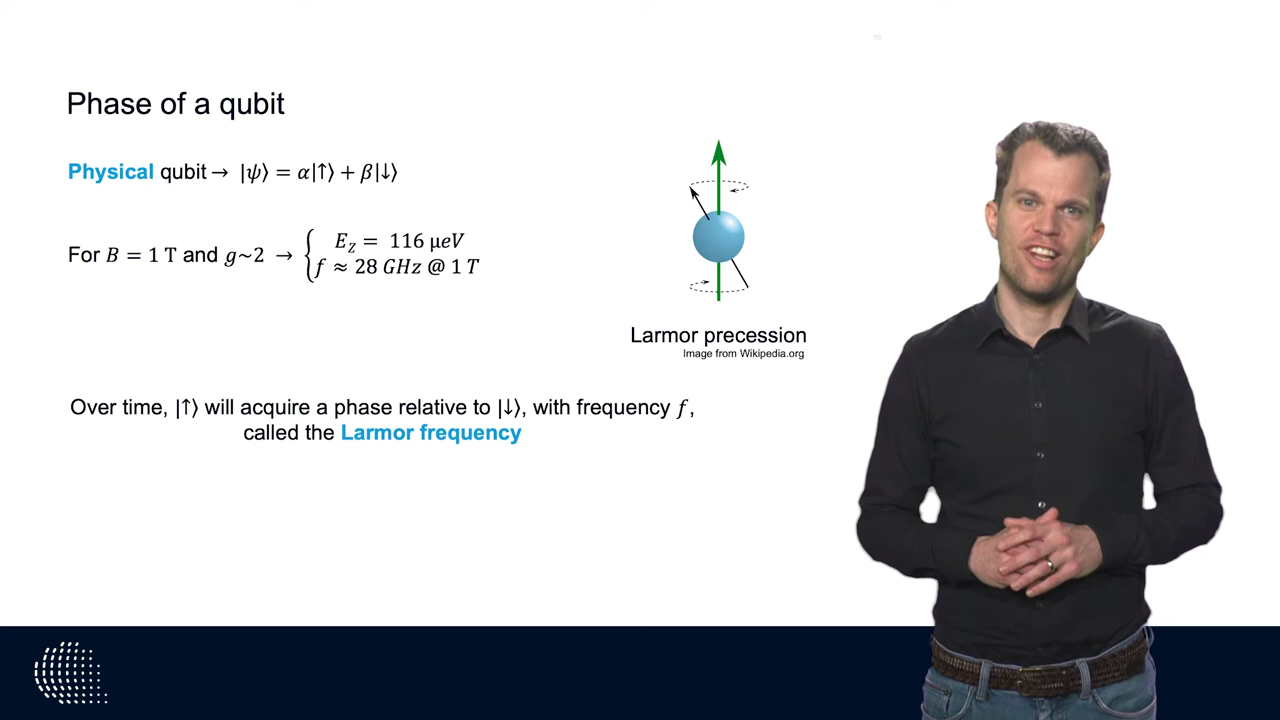 10
Phase of a qubit
Physical qubit → |ψ⟩ = α|↑⟩ + β|↓⟩
For B = 1 T and g~2 → { E_Z = 116 μeV
f ≈ 28 GHz @ 1 T
Larmor precession
Image from Wikipedia.org
Over time, |↑⟩ will acquire a phase relative to |↓⟩, with frequency f,
called the Larmor frequency